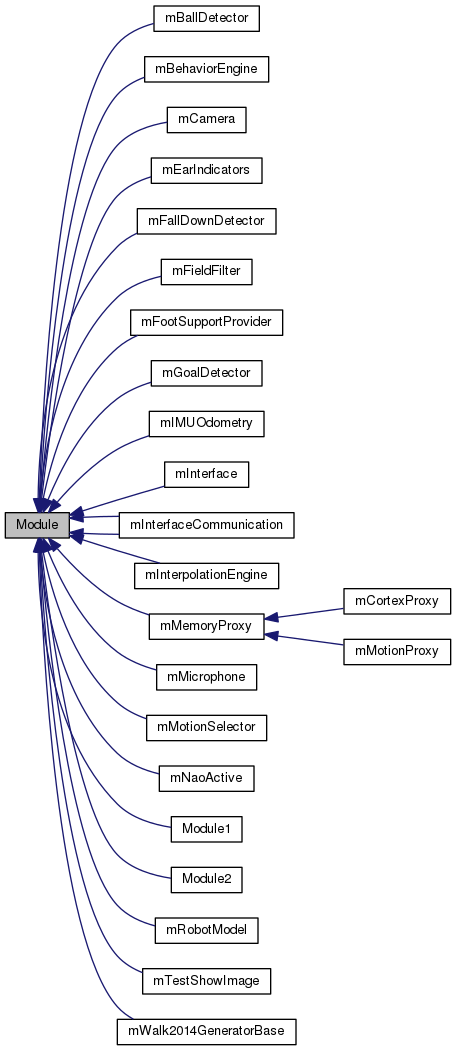 mBallDetector
mBehaviorEngine
mCamera
mEarIndicators
mFallDownDetector
mFieldFilter
mFootSupportProvider
mGoalDetector
mIMUOdometry
mInterface
Module
mInterfaceCommunication
mInterpolationEngine
mMemoryProxy
mCortexProxy
mMotionProxy
mMicrophone
mMotionSelector
mNaoActive
Module1
Module2
mRobotModel
mTestShowImage
mWalk2014GeneratorBase